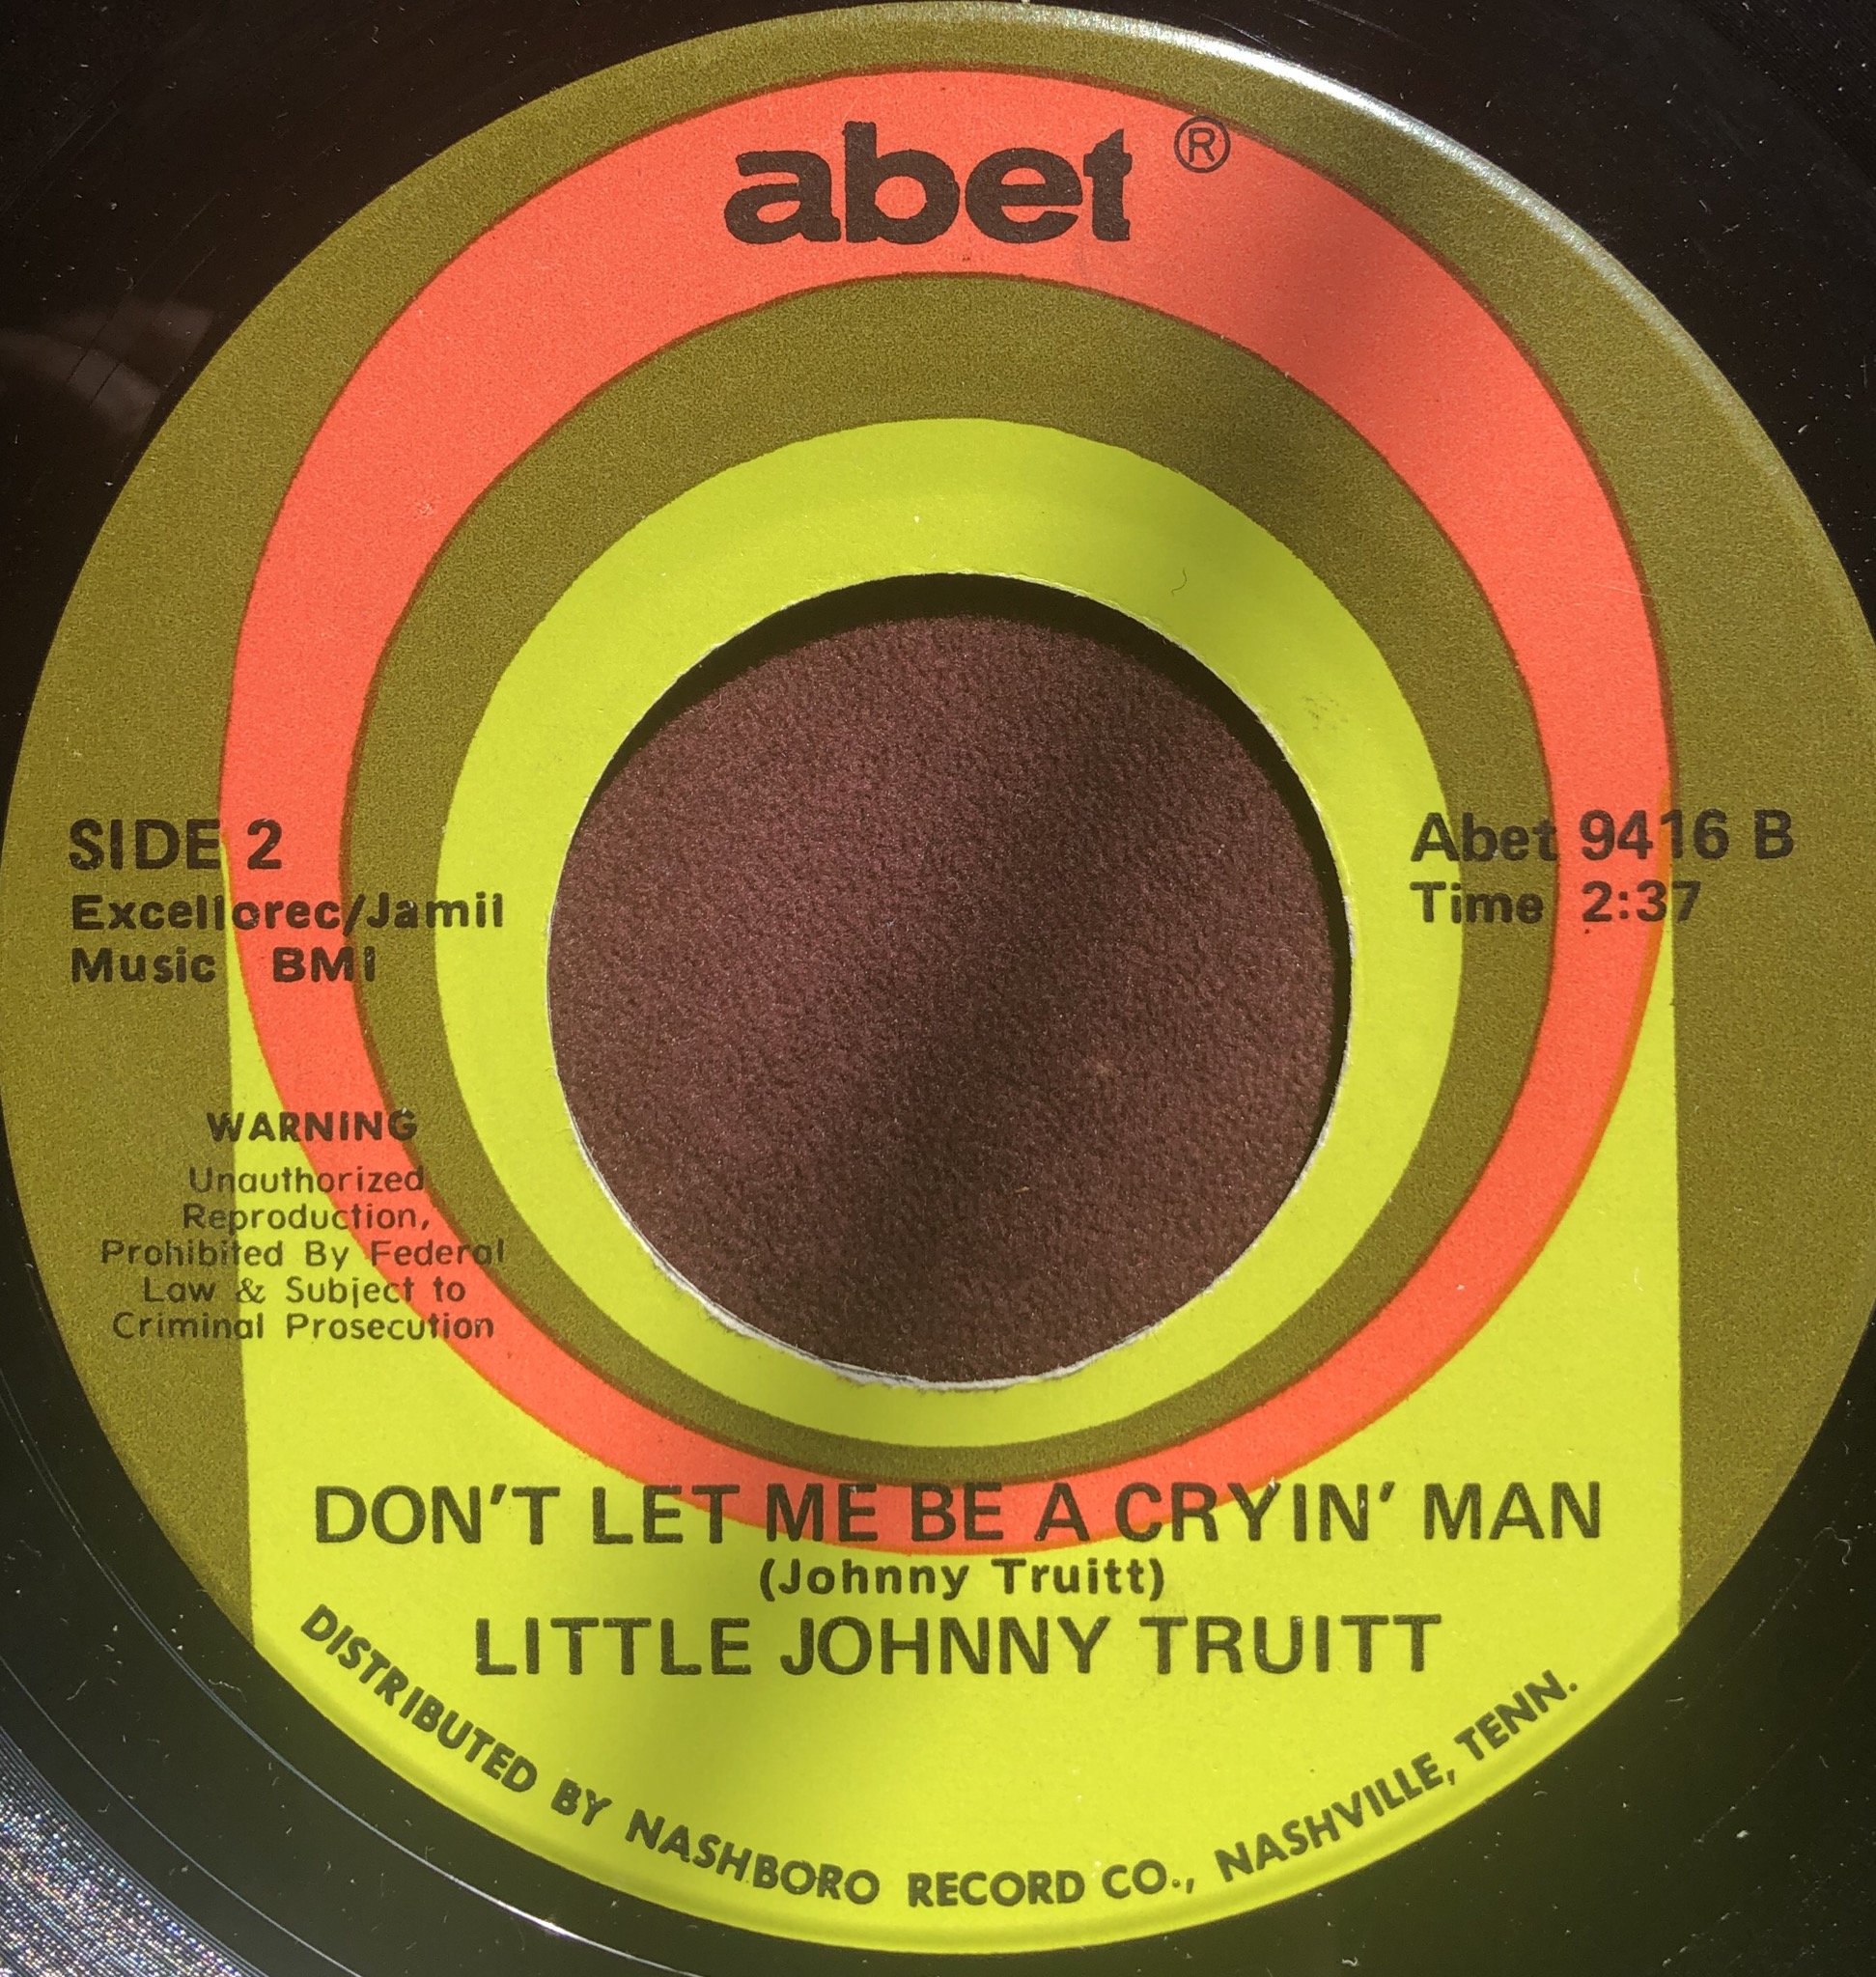 abet ®
SIDE 2
Excellorec/Jamil
Music BMI
Abet 9416 B
Time 2:37
WARNING
Unauthorized
Reproduction,
Prohibited By Federal
Law & Subject to
Criminal Prosecution
DON'T LET ME BE A CRYIN' MAN
(Johnny Truitt)
LITTLE JOHNNY TRUITT
DISTRIBUTED BY NASHBORO RECORD CO., NASHVILLE, TENN.